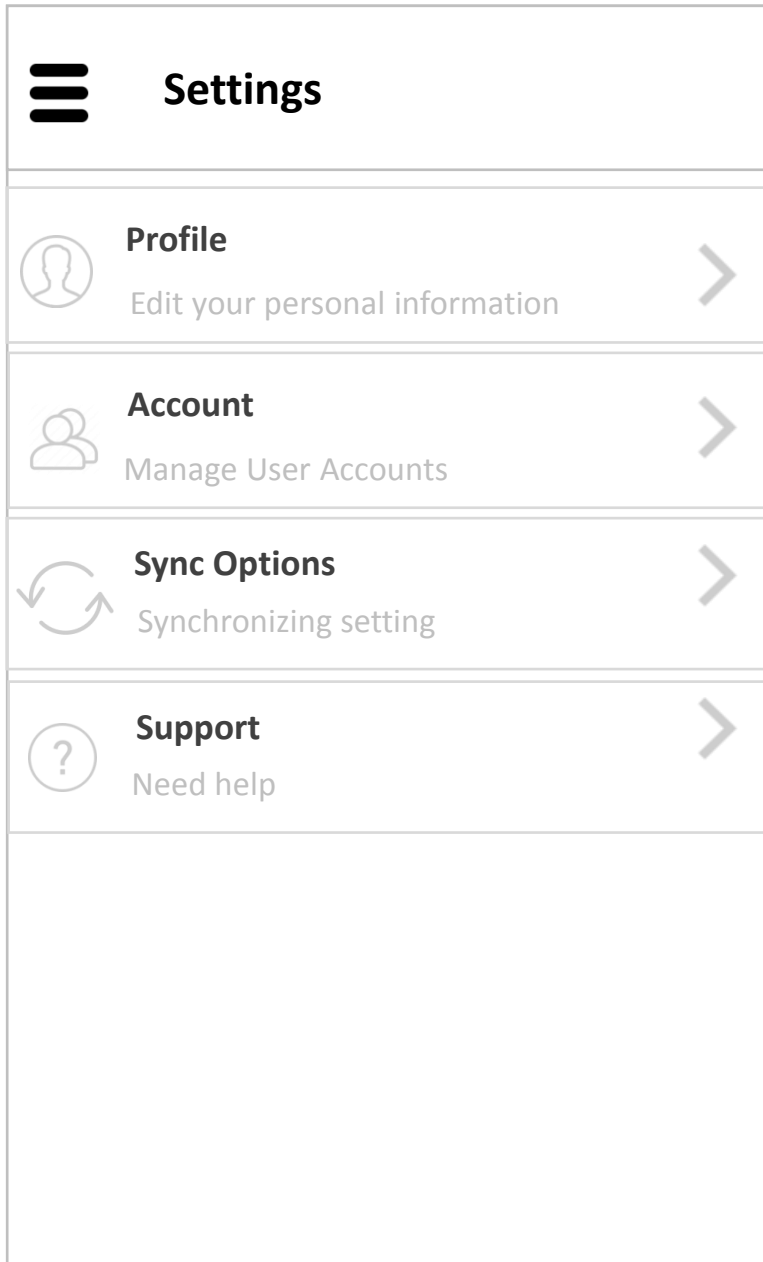 Settings
Profile
Edit your personal information
Account
Manage User Accounts
Sync Options
Synchronizing setting
?
Support
Need help